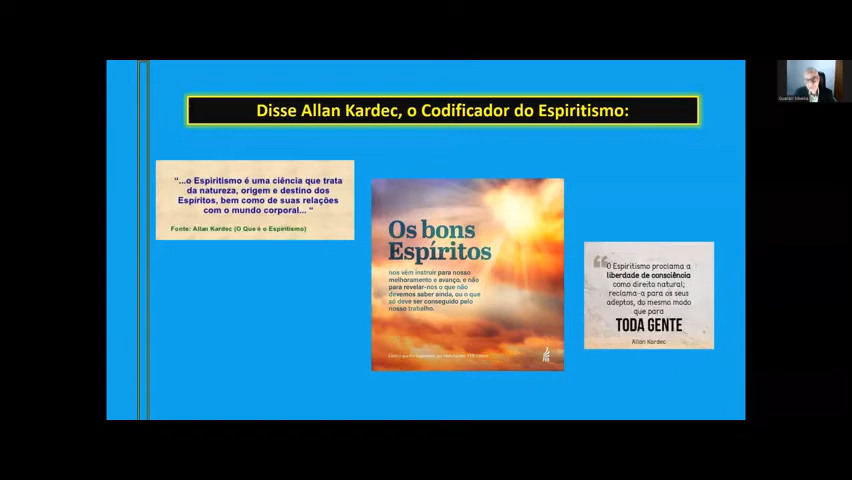 Disse Allan Kardec, o Codificador do Espiritismo:
"...o Espiritismo é uma ciência que trata
da natureza, origem e destino dos
Espíritos, bem como de suas relações
com o mundo corporal... "
Fonte: Allan Kardec (O Que é o Espiritismo)
Os bons
Espíritos
nos vêm instruir para nosso
melhoramento e avanço, e não
para revelar-nos o que não
devemos saber ainda, ou o que
só deve ser conseguido pelo
nosso trabalho.
FEB
“O Espiritismo proclama a
liberdade de consciência
como direito natural;
reclama-a para os seus
adeptos, do mesmo modo
que para
TODA GENTE
Allan Kardec